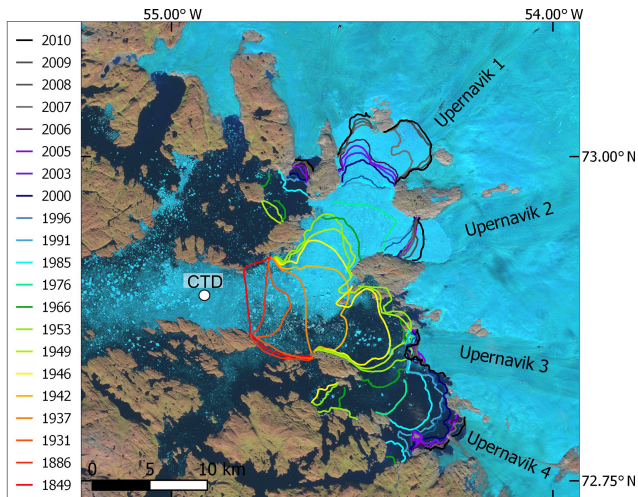 55.00° W
54.00° W
2010
2009
2008
2007
2006
2005
2003
2000
1996
1991
1985
1976
1966
1953
1949
1946
1942
1937
1931
1886
1849
Upernavik 1
73.00° N
Upernavik 2
CTD
Upernavik 3
Upernavik 4
0 5 10 km
72.75° N